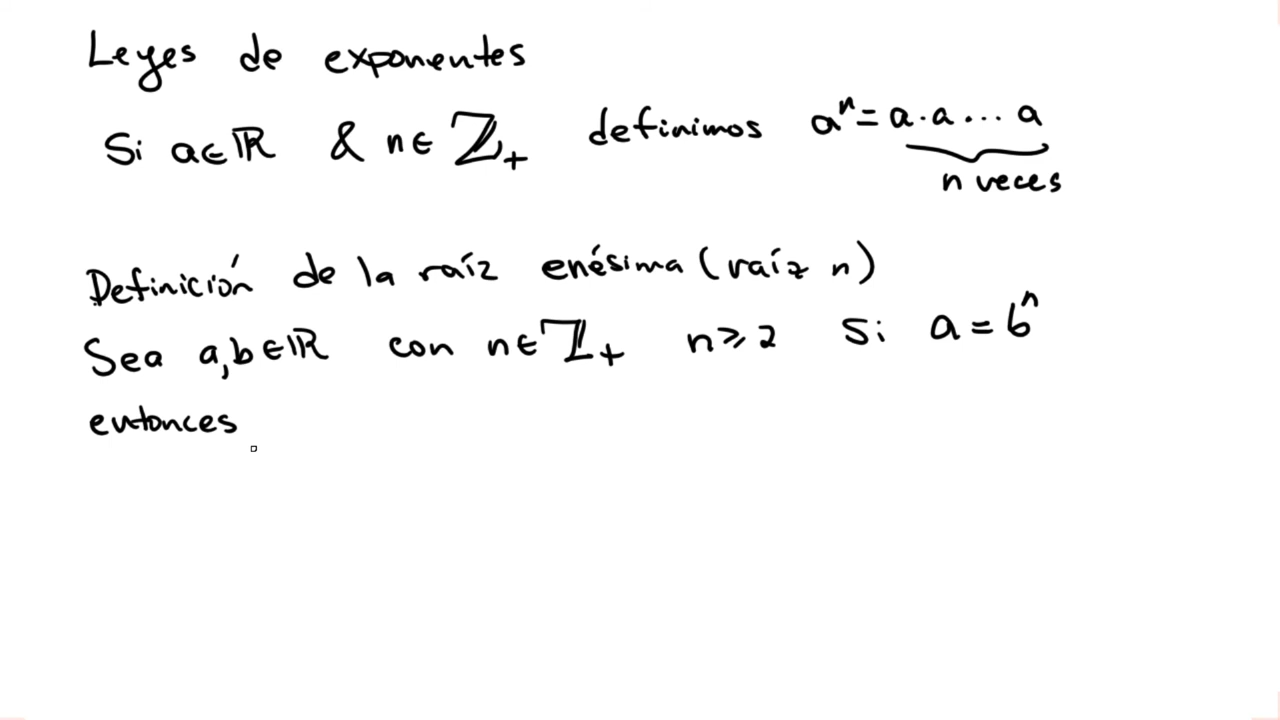 Leyes de exponentes
Si a∈ℝ & n∈ℤ₊ definimos aⁿ=a·a...a
n veces
Definición de la raíz enésima (raíz n)
Sea a,b∈ℝ con n∈ℤ₊ n⩾2 Si a=bⁿ
entonces